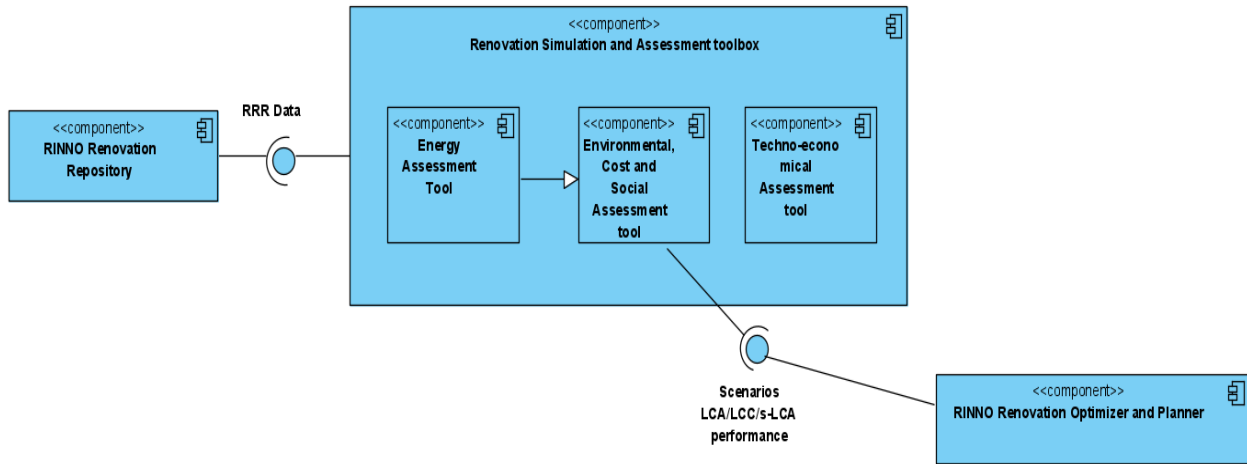 <<component>>
Renovation Simulation and Assessment toolbox
RRR Data
<<component>>
RINNO Renovation
Repository
<<component>>
Energy
Assessment
Tool
<<component>>
Environmental,
Cost and
Social
Assessment
tool
<<component>>
Techno-econo
mical
Assessment
tool
Scenarios
LCA/LCC/s-LCA
performance
<<component>>
RINNO Renovation Optimizer and Planner